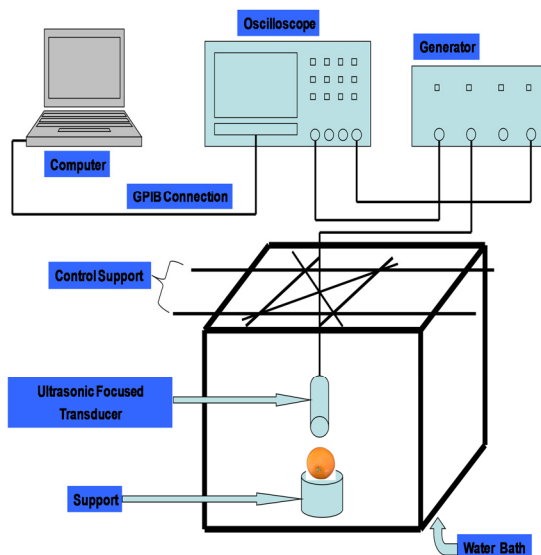 Oscilloscope
Generator
Computer
GPIB Connection
Control Support
Ultrasonic Focused
Transducer
Support
Water Bath